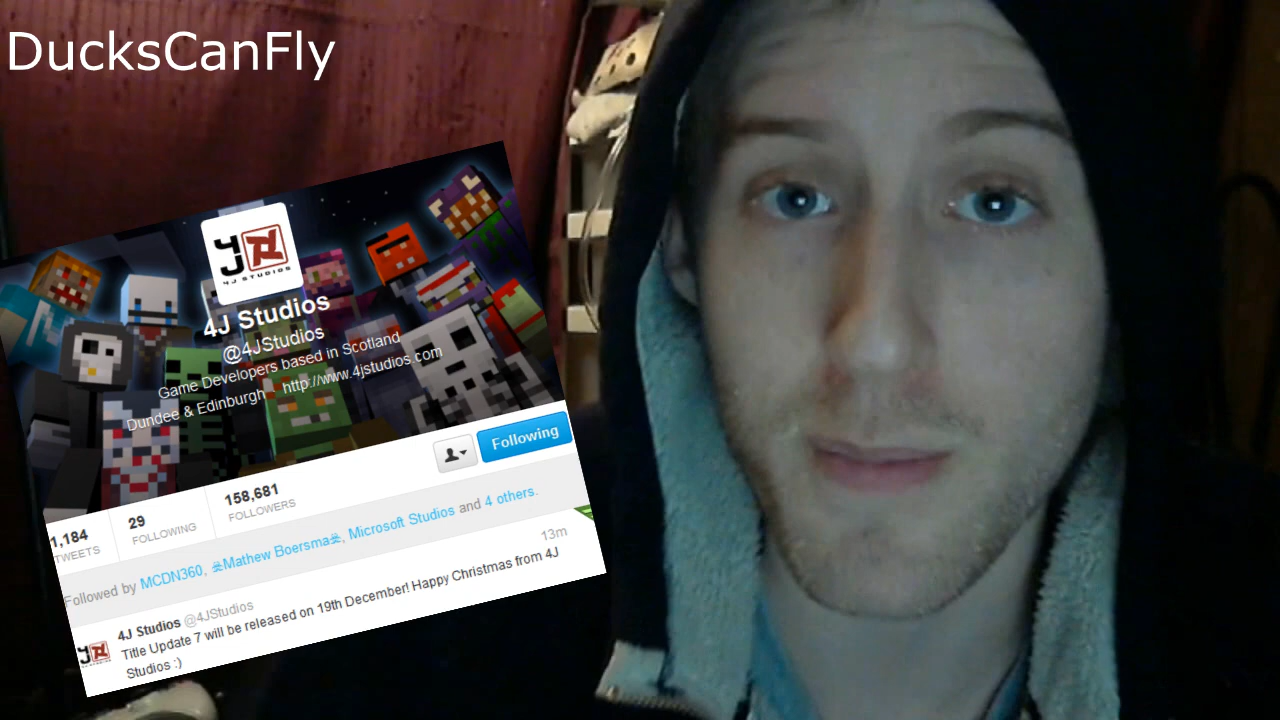 DucksCanFly
4J
4J STUDIOS
4J Studios
@4JStudios
Game Developers based in Scotland
Dundee & Edinburgh · http://www.4jstudios.com
Following
1,184
TWEETS
29
FOLLOWING
158,681
FOLLOWERS
Followed by MCDN360, ☠Mathew Boersma☠, Microsoft Studios and 4 others.
13m
4J Studios @4JStudios
Title Update 7 will be released on 19th December! Happy Christmas from 4J
Studios :)